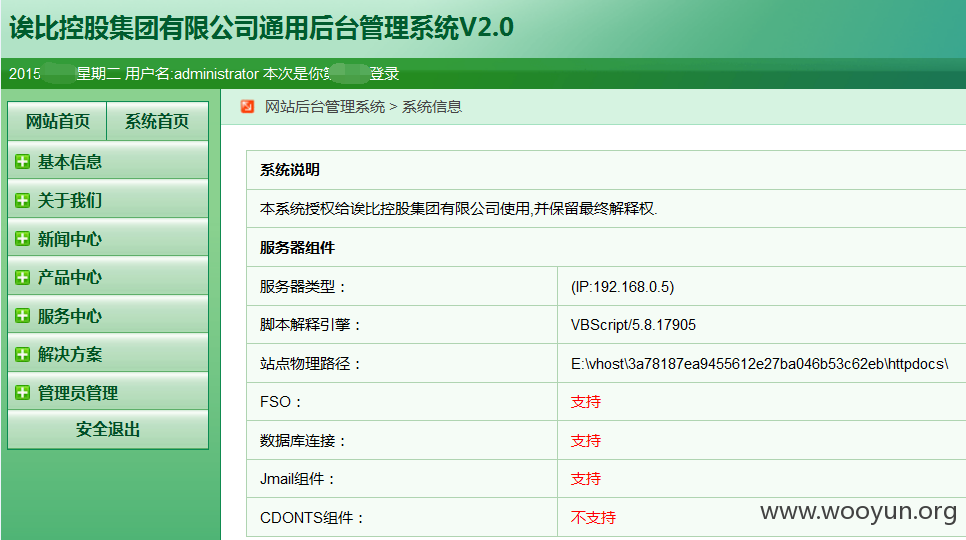 诶比控股集团有限公司通用后台管理系统V2.0
2015 星期二 用户名:administrator 本次是你第 登录
网站首页 系统首页
基本信息
关于我们
新闻中心
产品中心
服务中心
解决方案
管理员管理
安全退出
网站后台管理系统 > 系统信息
系统说明
本系统授权给诶比控股集团有限公司使用,并保留最终解释权.
服务器组件
服务器类型： (IP:192.168.0.5)
脚本解释引擎： VBScript/5.8.17905
站点物理路径： E:\vhost\3a78187ea9455612e27ba046b53c62eb\httpdocs\
FSO： 支持
数据库连接： 支持
Jmail组件： 支持
CDONTS组件： 不支持
www.wooyun.org